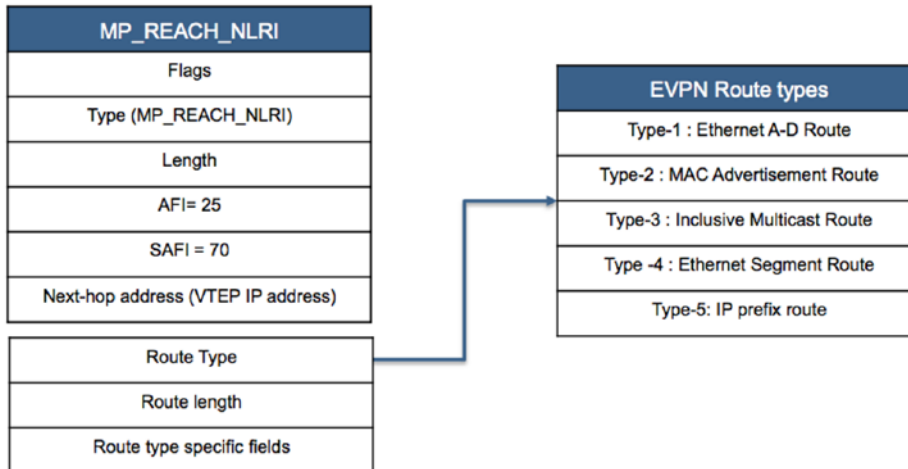 MP_REACH_NLRI
Flags
Type (MP_REACH_NLRI)
Length
AFI= 25
SAFI = 70
Next-hop address (VTEP IP address)
Route Type
Route length
Route type specific fields
EVPN Route types
Type-1 : Ethernet A-D Route
Type-2 : MAC Advertisement Route
Type-3 : Inclusive Multicast Route
Type -4 : Ethernet Segment Route
Type-5: IP prefix route